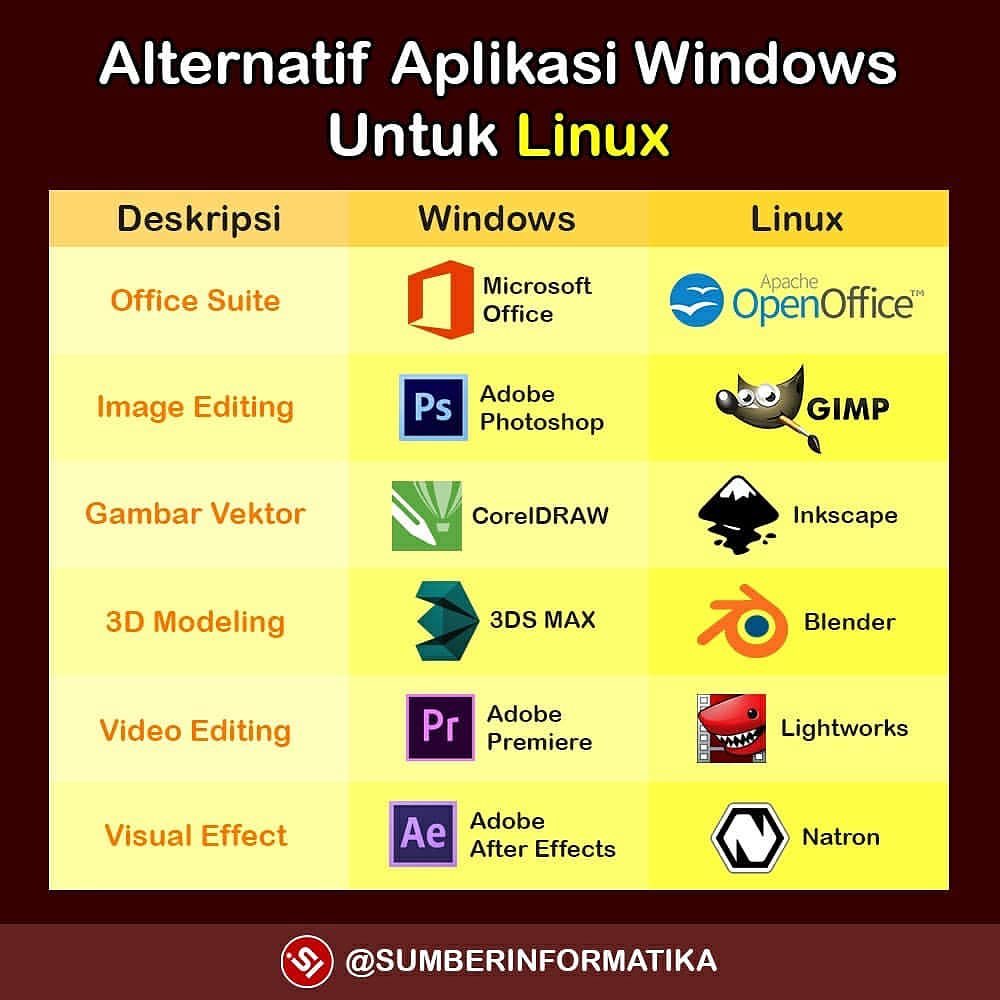 Alternatif Aplikasi Windows
Untuk Linux
Deskripsi Windows Linux
Office Suite
Microsoft
Office
Apache
OpenOffice™
Image Editing
Ps
Adobe
Photoshop
GIMP
Gambar Vektor
CorelDRAW
Inkscape
3D Modeling
3DS MAX
Blender
Video Editing
Pr
Adobe
Premiere
Lightworks
Visual Effect
Ae
Adobe
After Effects
Natron
@SUMBERINFORMATIKA